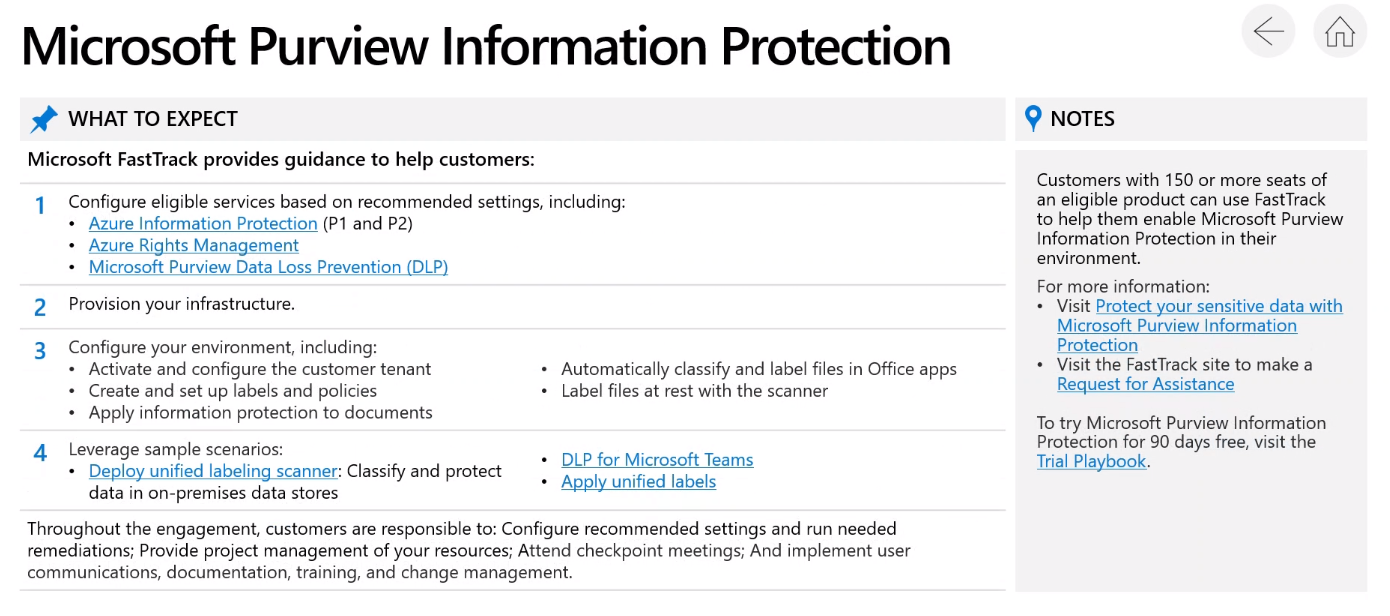 Microsoft Purview Information Protection
WHAT TO EXPECT
Microsoft FastTrack provides guidance to help customers:
1 Configure eligible services based on recommended settings, including:
• Azure Information Protection (P1 and P2)
• Azure Rights Management
• Microsoft Purview Data Loss Prevention (DLP)
2 Provision your infrastructure.
3 Configure your environment, including:
• Activate and configure the customer tenant
• Create and set up labels and policies
• Apply information protection to documents
• Automatically classify and label files in Office apps
• Label files at rest with the scanner
4 Leverage sample scenarios:
• Deploy unified labeling scanner: Classify and protect
data in on-premises data stores
• DLP for Microsoft Teams
• Apply unified labels
Throughout the engagement, customers are responsible to: Configure recommended settings and run needed
remediations; Provide project management of your resources; Attend checkpoint meetings; And implement user
communications, documentation, training, and change management.
NOTES
Customers with 150 or more seats of
an eligible product can use FastTrack
to help them enable Microsoft Purview
Information Protection in their
environment.
For more information:
• Visit Protect your sensitive data with
Microsoft Purview Information
Protection
• Visit the FastTrack site to make a
Request for Assistance
To try Microsoft Purview Information
Protection for 90 days free, visit the
Trial Playbook.